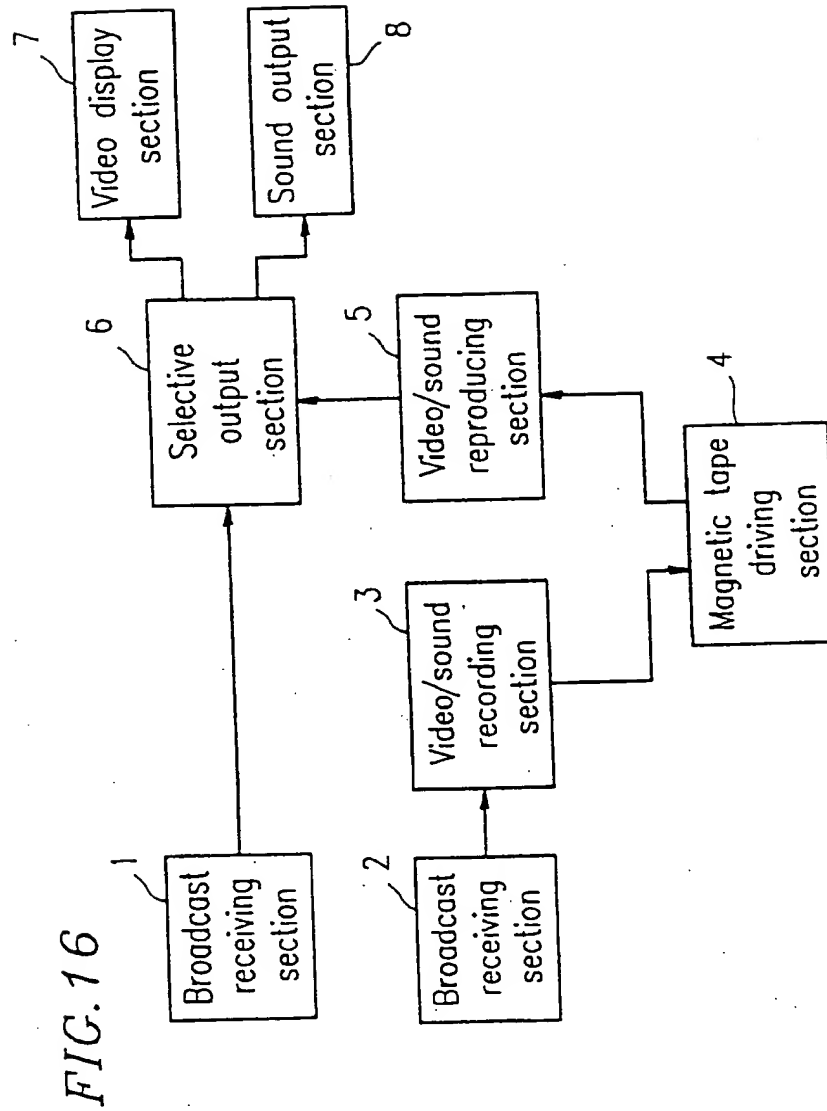 FIG. 16
1
Broadcast
receiving
section
2
Broadcast
receiving
section
3
Video/sound
recording
section
4
Magnetic tape
driving
section
5
Video/sound
reproducing
section
6
Selective
output
section
7
Video display
section
8
Sound output
section